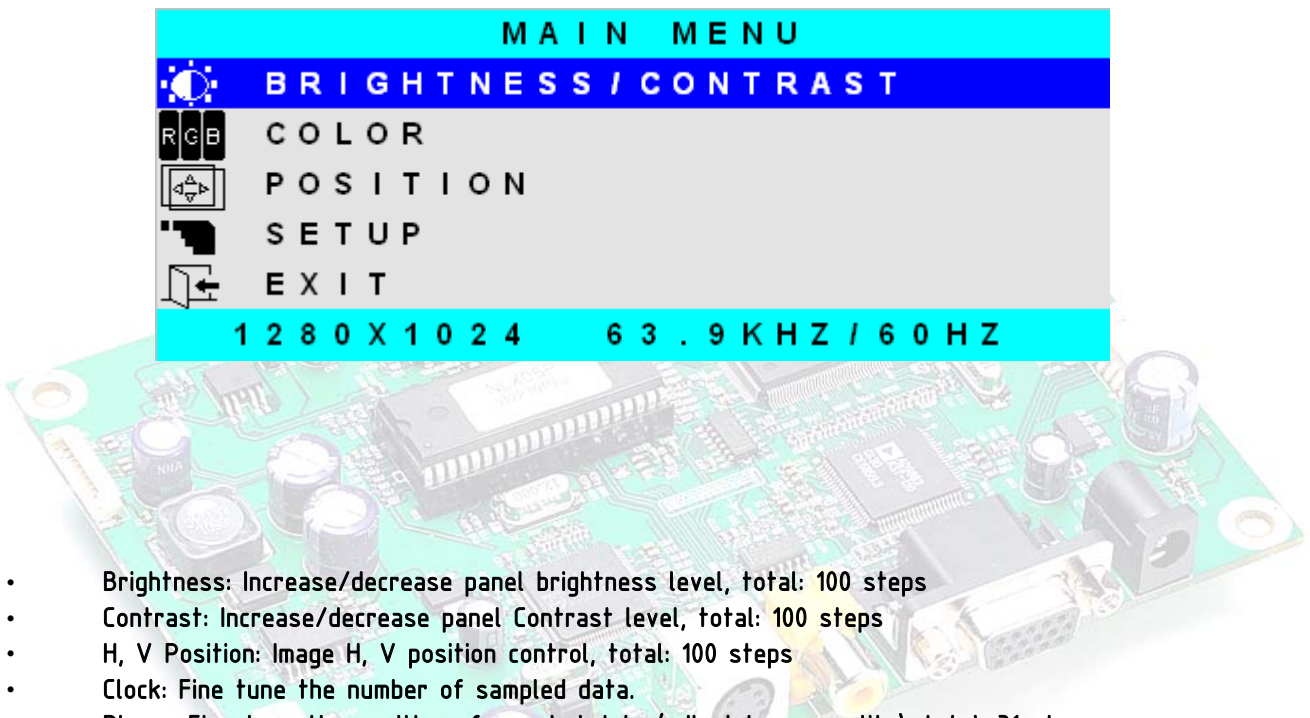 MAIN MENU
BRIGHTNESS/CONTRAST
RGB COLOR
POSITION
SETUP
EXIT
1280X1024 63.9KHZ/60HZ
• Brightness: Increase/decrease panel brightness level, total: 100 steps
• Contrast: Increase/decrease panel Contrast level, total: 100 steps
• H, V Position: Image H, V position control, total: 100 steps
• Clock: Fine tune the number of sampled data.